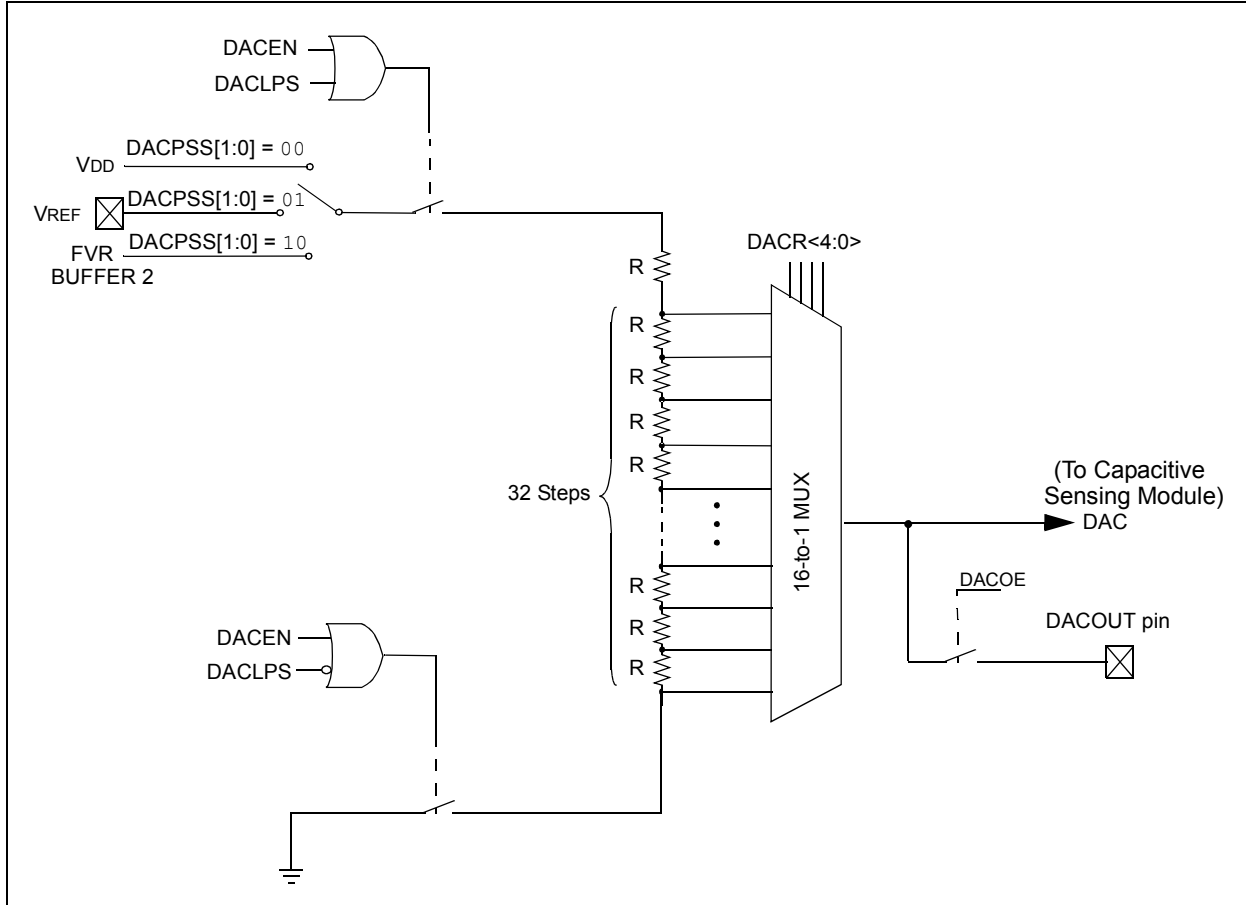 DACEN
DACLPS
VDD
DACPSS[1:0] = 00
VREF
DACPSS[1:0] = 01
FVR
BUFFER 2
DACPSS[1:0] = 10
DACR<4:0>
R
R
R
R
R
32 Steps
R
R
R
16-to-1 MUX
(To Capacitive
Sensing Module)
DAC
DACOE
DACOUT pin
DACEN
DACLPS